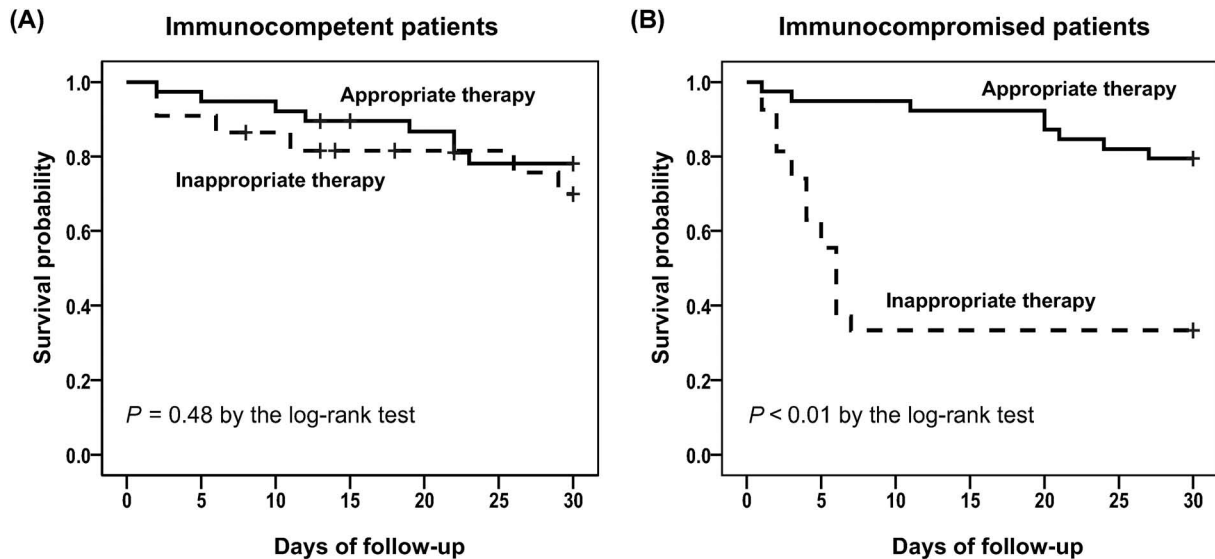 (A)
Immunocompetent patients
Survival probability
1.0
0.8
0.6
0.4
0.2
0.0
Appropriate therapy
Inappropriate therapy
P = 0.48 by the log-rank test
0 5 10 15 20 25 30
Days of follow-up
(B)
Immunocompromised patients
Survival probability
1.0
0.8
0.6
0.4
0.2
0.0
Appropriate therapy
Inappropriate therapy
P < 0.01 by the log-rank test
0 5 10 15 20 25 30
Days of follow-up